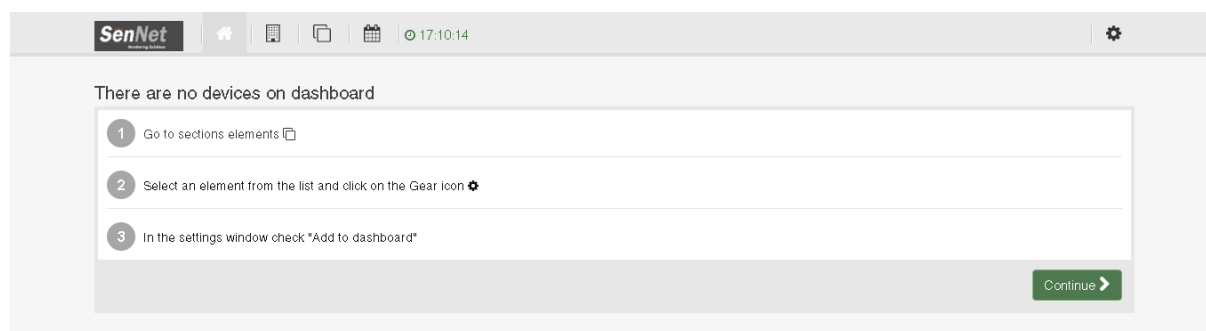 SenNet
Monitoring Solutions
17:10:14
There are no devices on dashboard
1 Go to sections elements
2 Select an element from the list and click on the Gear icon
3 In the settings window check "Add to dashboard"
Continue